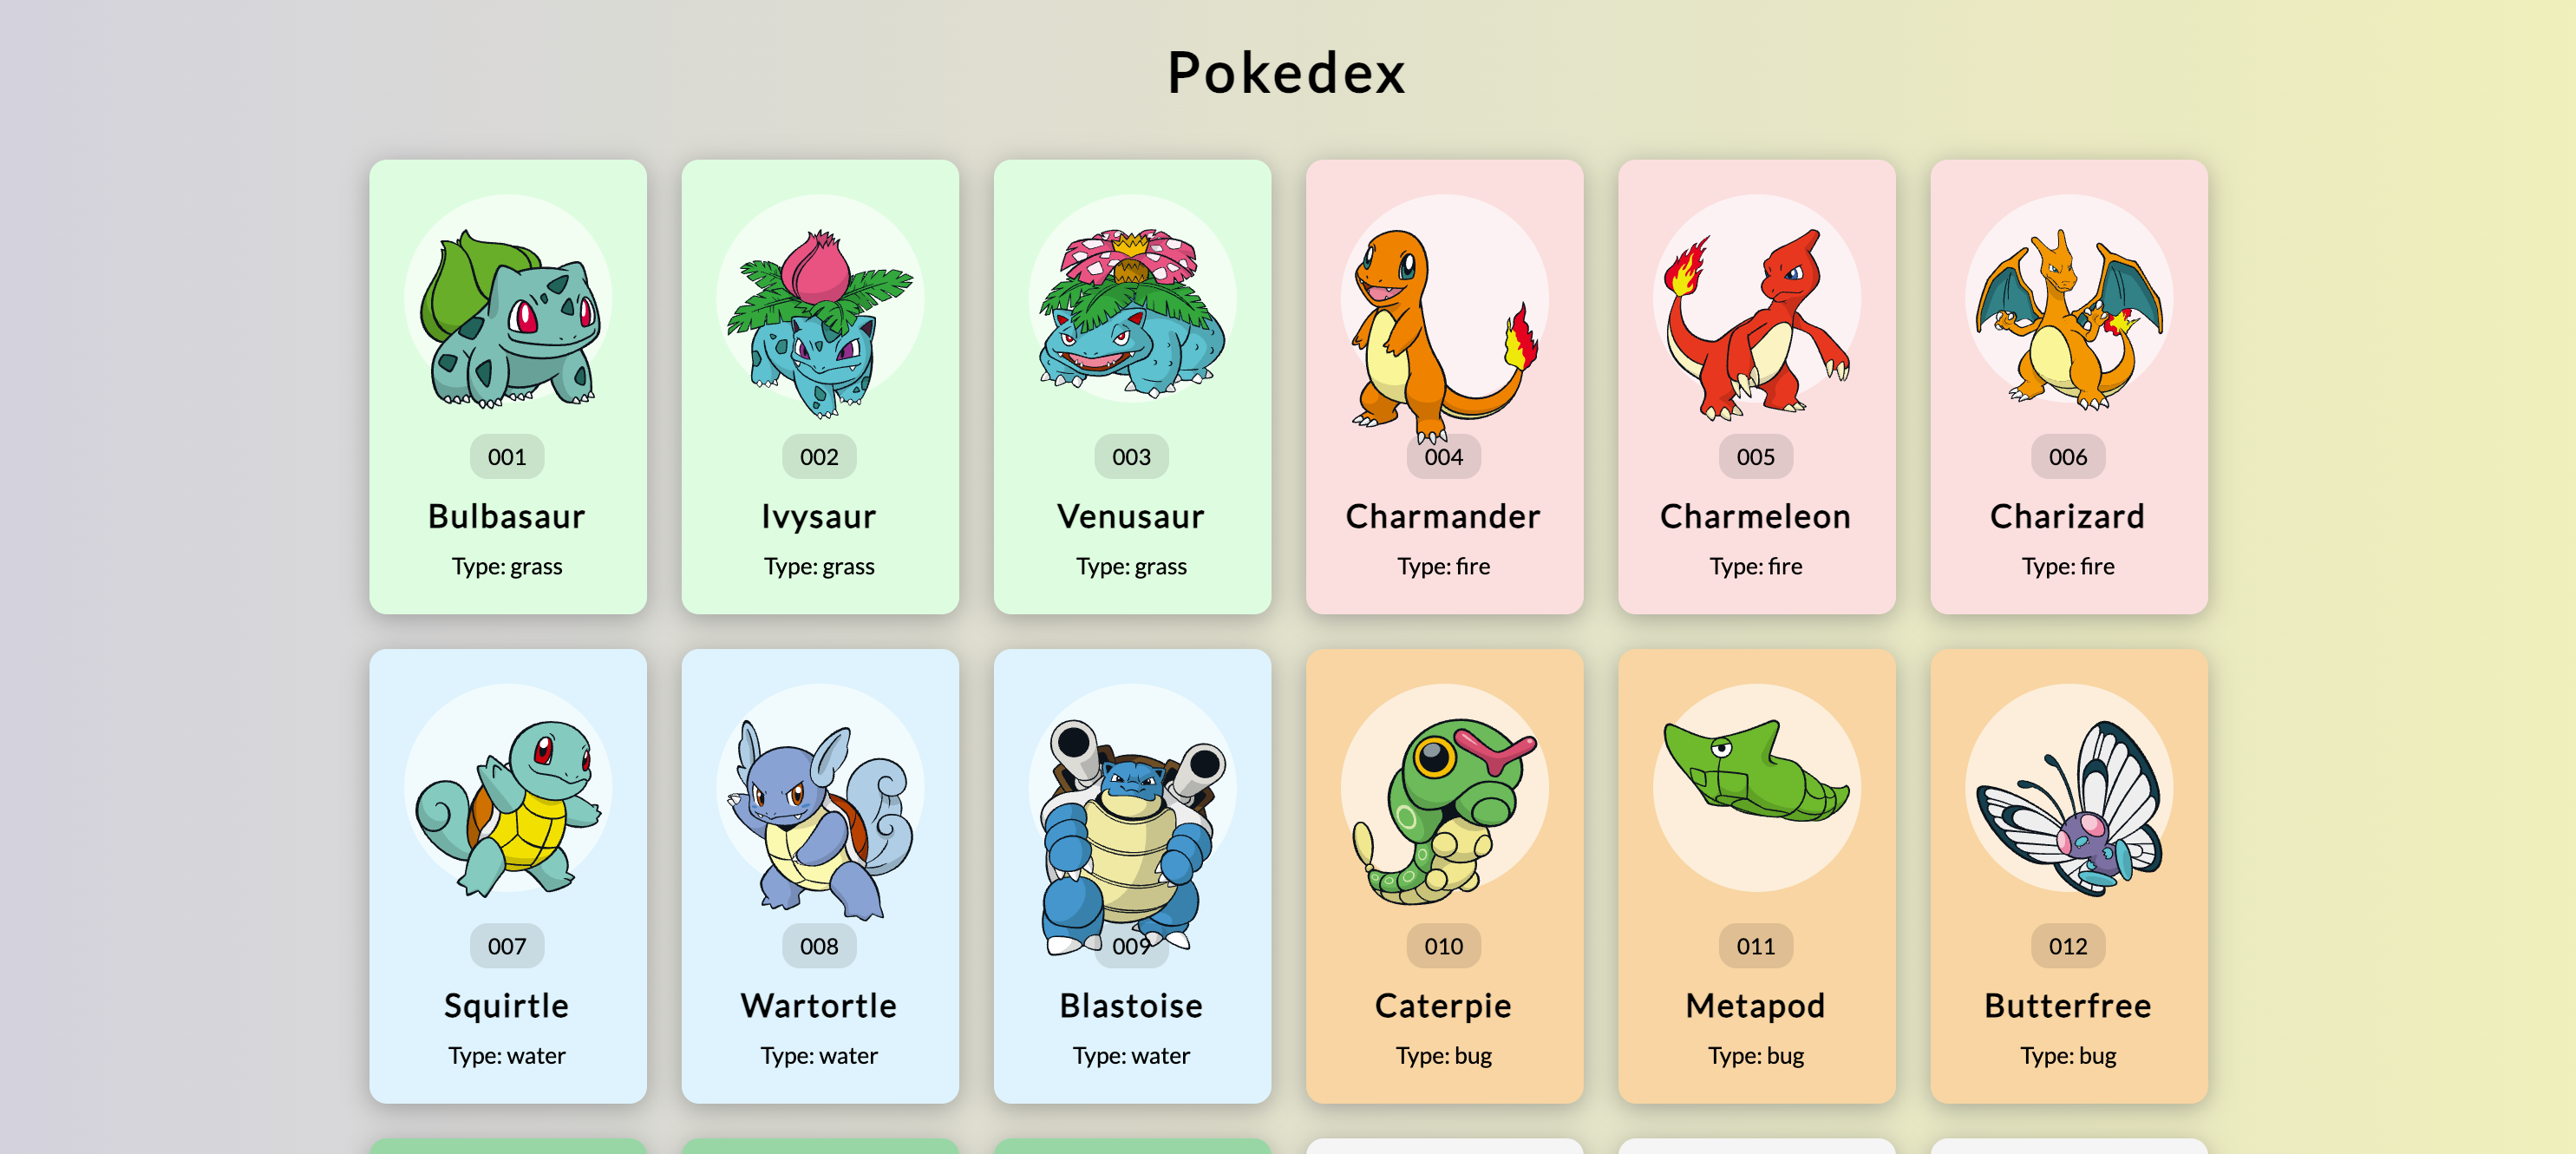 Pokedex
001
Bulbasaur
Type: grass
002
Ivysaur
Type: grass
003
Venusaur
Type: grass
004
Charmander
Type: fire
005
Charmeleon
Type: fire
006
Charizard
Type: fire
007
Squirtle
Type: water
008
Wartortle
Type: water
009
Blastoise
Type: water
010
Caterpie
Type: bug
011
Metapod
Type: bug
012
Butterfree
Type: bug